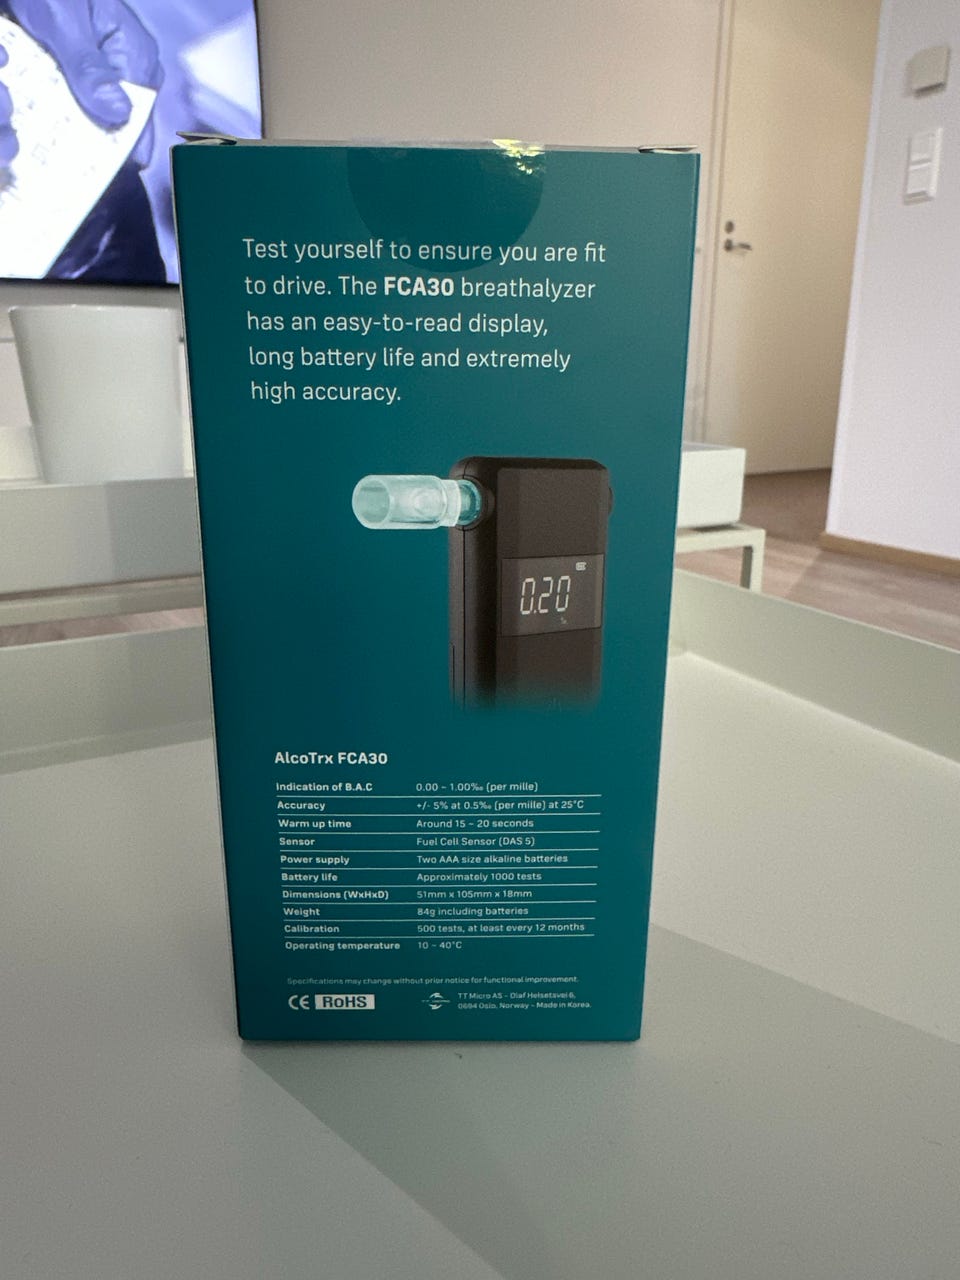 Test yourself to ensure you are fit
to drive. The FCA30 breathalyzer
has an easy-to-read display,
long battery life and extremely
high accuracy.
0.20
AlcoTrx FCA30
Indication of B.A.C 0.00 - 1.00‰ (per mille)
Accuracy +/- 5% at 0.5‰ (per mille) at 25°C
Warm up time Around 15 - 20 seconds
Sensor Fuel Cell Sensor (DAS 5)
Power supply Two AAA size alkaline batteries
Battery life Approximately 1000 tests
Dimensions (WxHxD) 51mm x 105mm x 18mm
Weight 84g including batteries
Calibration 500 tests, at least every 12 months
Operating temperature 10 - 40°C
Specifications may change without prior notice for functional improvement.
CE RoHS
TT Micro AS - Olaf Helsetsvei 6,
0694 Oslo, Norway - Made in Korea.